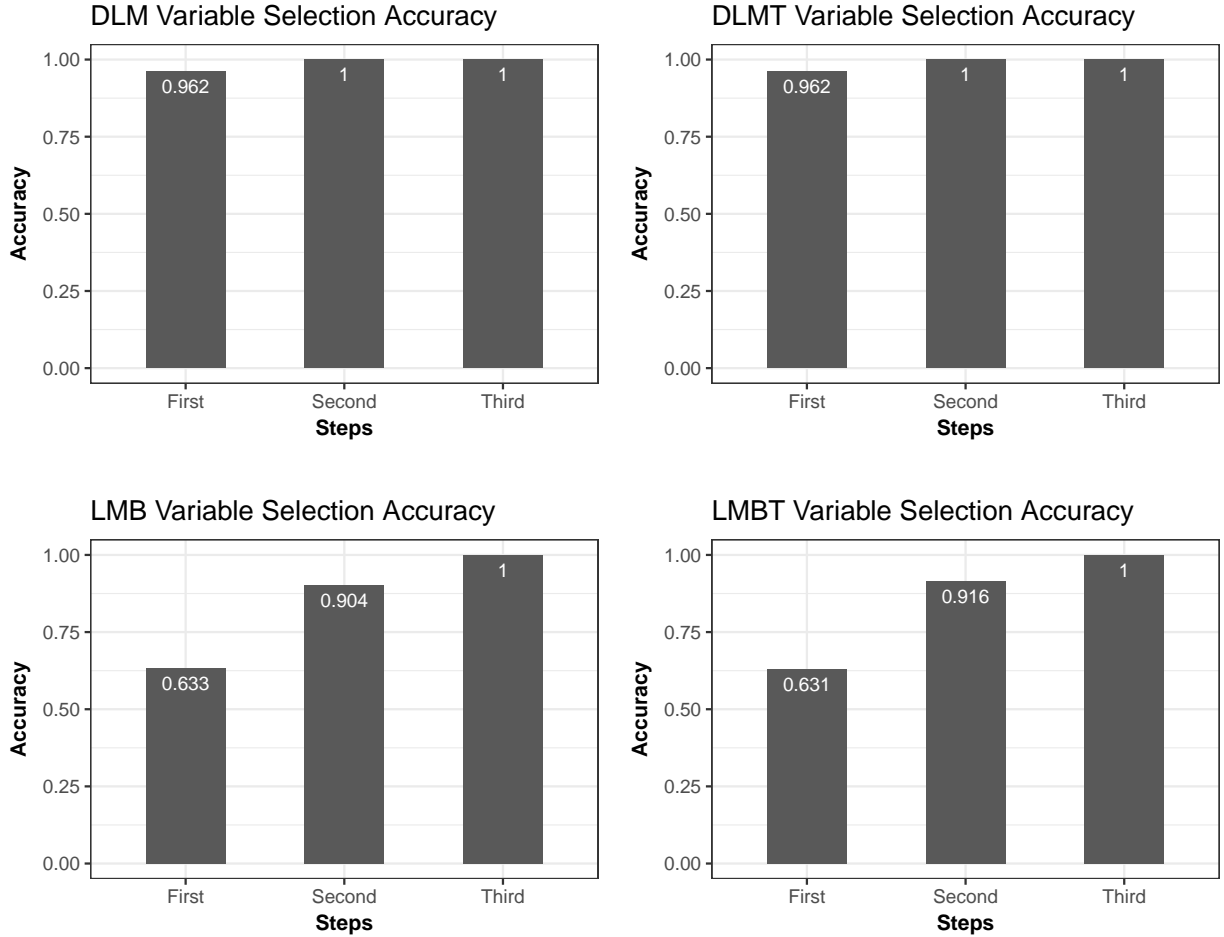 DLM Variable Selection Accuracy
1.00
0.75
0.50
0.25
0.00
Accuracy
0.962
1
1
First
Second
Third
Steps
DLMT Variable Selection Accuracy
1.00
0.75
0.50
0.25
0.00
Accuracy
0.962
1
1
First
Second
Third
Steps
LMB Variable Selection Accuracy
1.00
0.75
0.50
0.25
0.00
Accuracy
0.633
0.904
1
First
Second
Third
Steps
LMBT Variable Selection Accuracy
1.00
0.75
0.50
0.25
0.00
Accuracy
0.631
0.916
1
First
Second
Third
Steps